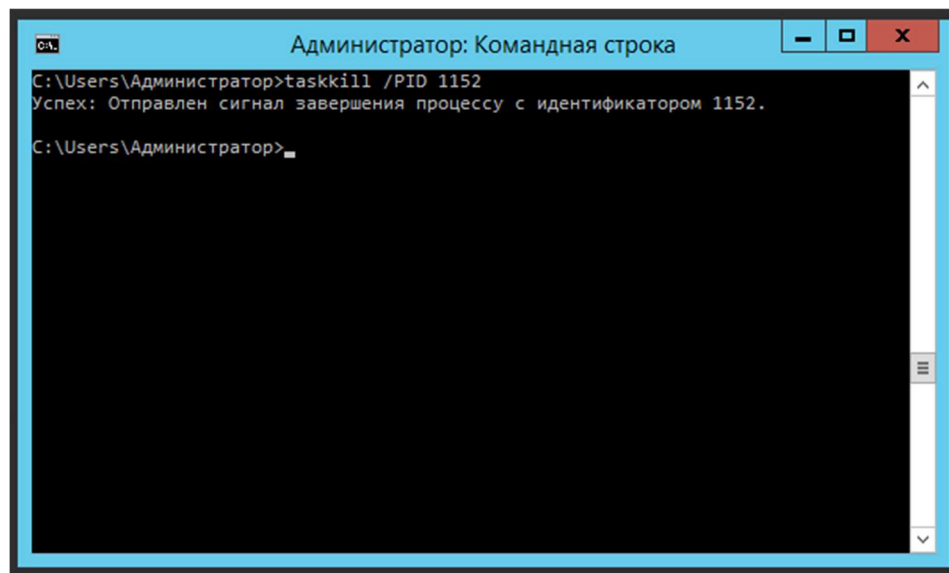 Администратор: Командная строка
C:\Users\Администратор>taskkill /PID 1152
Успех: Отправлен сигнал завершения процессу с идентификатором 1152.
C:\Users\Администратор>